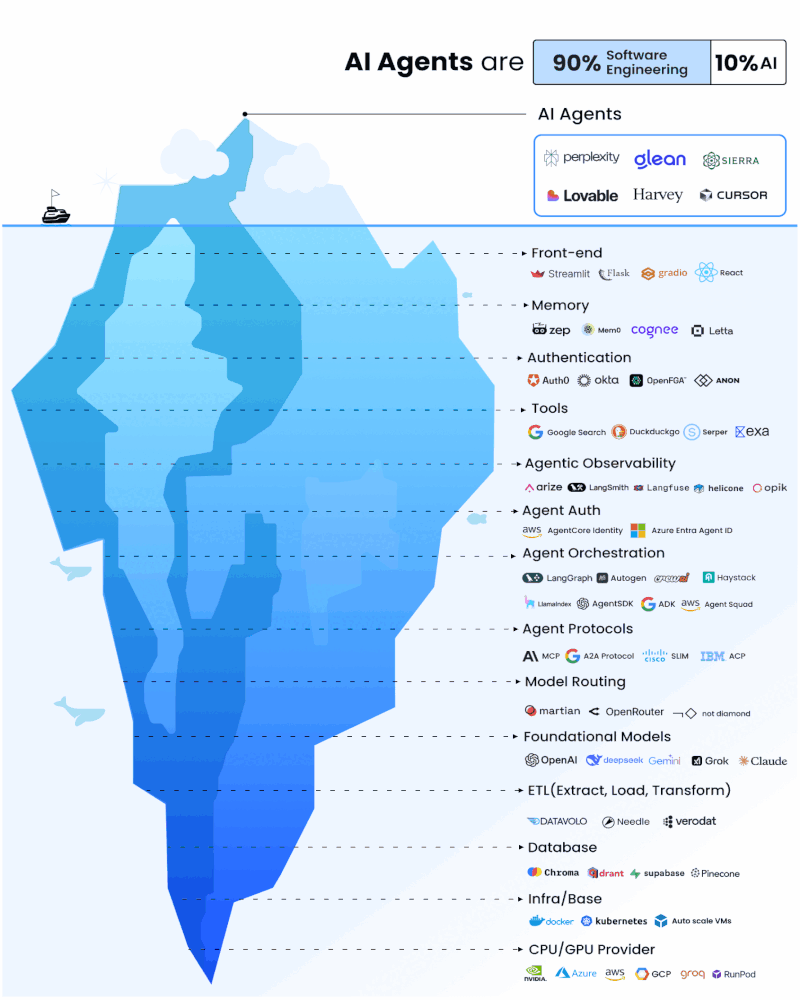 AI Agents are 90% Software Engineering 10% AI
AI Agents
perplexity glean SIERRA
Lovable Harvey CURSOR
Front-end
Streamlit Flask gradio React
Memory
zep Mem0 cognee Letta
Authentication
Auth0 okta OpenFGA ANON
Tools
Google Search Duckduckgo Serper exa
Agentic Observability
arize LangSmith Langfuse helicone opik
Agent Auth
aws AgentCore Identity Azure Entra Agent ID
Agent Orchestration
LangGraph Autogen crewai Haystack
LlamaIndex AgentSDK ADK aws Agent Squad
Agent Protocols
MCP A2A Protocol CISCO SLIM IBM ACP
Model Routing
martian OpenRouter not diamond
Foundational Models
OpenAI deepseek Gemini Grok Claude
ETL(Extract, Load, Transform)
DATAVOLO Needle verodat
Database
Chroma drant supabase Pinecone
Infra/Base
docker kubernetes Auto scale VMs
CPU/GPU Provider
NVIDIA. Azure aws GCP groq RunPod